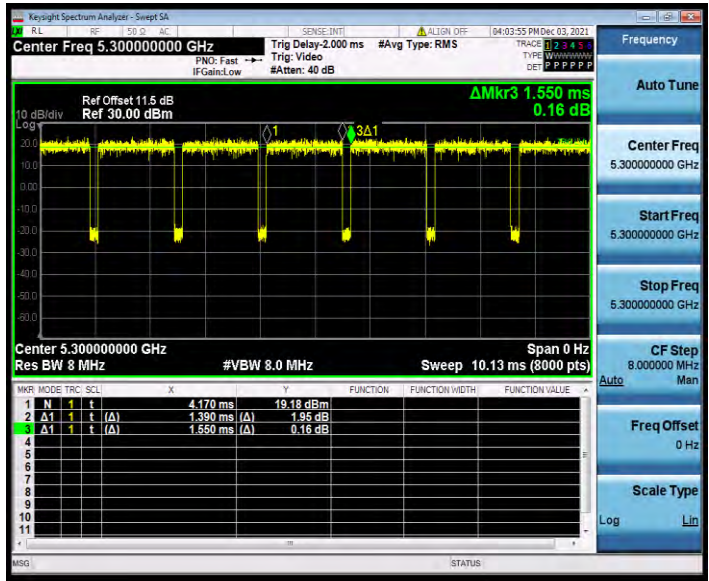 Keysight Spectrum Analyzer - Swept SA
RL RF 50 Ω AC SENSE:INT ALIGN OFF 04:03:55 PM Dec 03, 2021
Center Freq 5.300000000 GHz
PNO: Fast
IFGain:Low
Trig Delay-2.000 ms
Trig: Video
#Atten: 40 dB
#Avg Type: RMS
TRACE 1 2 3 4 5 6
TYPE WWWWWW
DET P P P P P P
Ref Offset 11.5 dB
10 dB/div Ref 30.00 dBm
Log
ΔMkr3 1.550 ms
0.16 dB
1
3Δ1
20.0
10.0
0.00
-10.0
-20.0
-30.0
-40.0
-50.0
-60.0
Center 5.300000000 GHz Span 0 Hz
Res BW 8 MHz #VBW 8.0 MHz Sweep 10.13 ms (8000 pts)
MKR MODE TRC SCL X Y FUNCTION FUNCTION WIDTH FUNCTION VALUE
1 N 1 t 4.170 ms 19.18 dBm
2 Δ1 1 t (Δ) 1.390 ms (Δ) 1.95 dB
3 Δ1 1 t (Δ) 1.550 ms (Δ) 0.16 dB
4
5
6
7
8
9
10
11
MSG STATUS
Frequency
Auto Tune
Center Freq
5.300000000 GHz
Start Freq
5.300000000 GHz
Stop Freq
5.300000000 GHz
CF Step
8.000000 MHz
Auto Man
Freq Offset
0 Hz
Scale Type
Log Lin